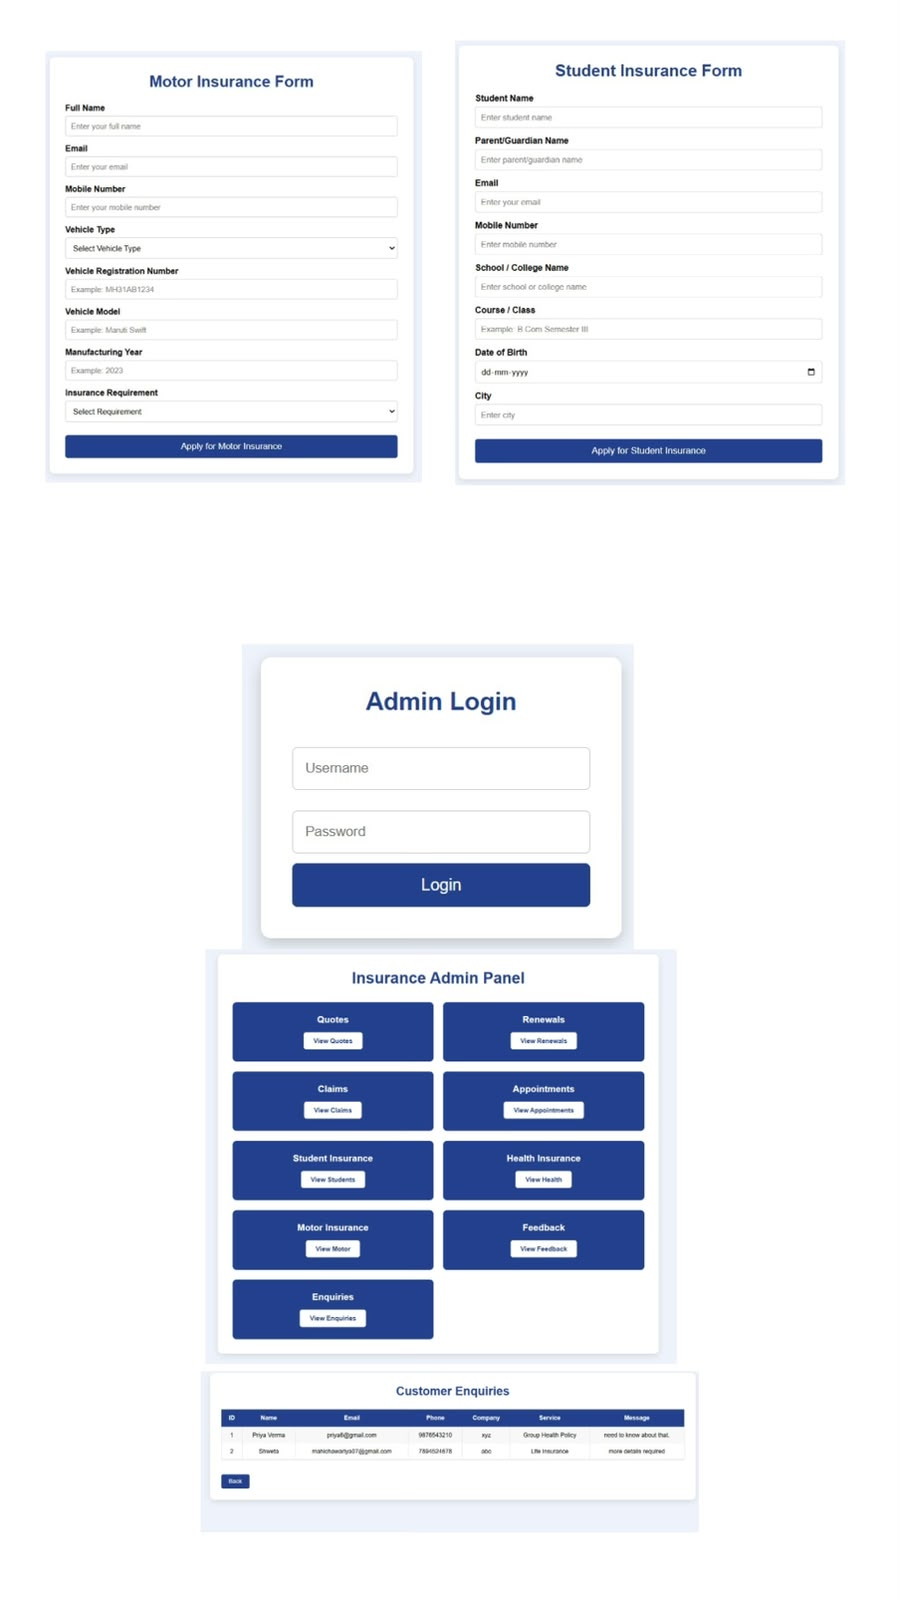 Motor Insurance Form
Full Name
Enter your full name
Email
Enter your email
Mobile Number
Enter your mobile number
Vehicle Type
Select Vehicle Type
Vehicle Registration Number
Example: MH31AB1234
Vehicle Model
Example: Maruti Swift
Manufacturing Year
Example: 2023
Insurance Requirement
Select Requirement
Apply for Motor Insurance
Student Insurance Form
Student Name
Enter student name
Parent/Guardian Name
Enter parent/guardian name
Email
Enter your email
Mobile Number
Enter mobile number
School / College Name
Enter school or college name
Course / Class
Example: B.Com Semester III
Date of Birth
dd-mm-yyyy
City
Enter city
Apply for Student Insurance
Admin Login
Username
Password
Login
Insurance Admin Panel
Quotes
View Quotes
Renewals
View Renewals
Claims
View Claims
Appointments
View Appointments
Student Insurance
View Students
Health Insurance
View Health
Motor Insurance
View Motor
Feedback
View Feedback
Enquiries
View Enquiries
Customer Enquiries
ID Name Email Phone Company Service Message
1 Priya Verma priya6@gmail.com 9876543210 xyz Group Health Policy need to know about that.
2 Shweta 7894524678 abc Life Insurance more details required
Back